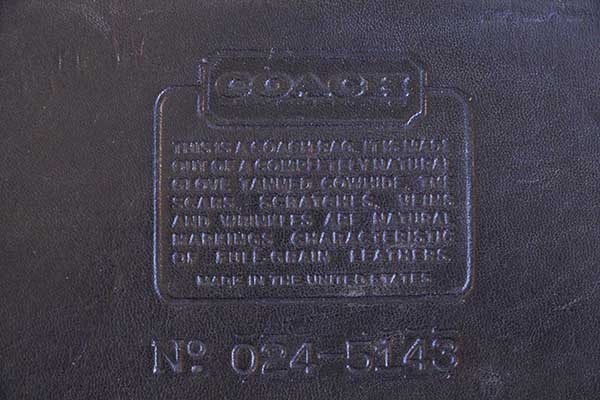 COACH
THIS IS A COACH BAG. IT IS MADE
OUT OF A COMPLETELY NATURAL
GLOVE TANNED COWHIDE, THE
SCARS, SCRATCHES, VEINS
AND WRINKLES ARE NATURAL
MARKINGS CHARACTERISTIC
OF FULL-GRAIN LEATHERS.
MADE IN THE UNITED STATES
No. 024-5143